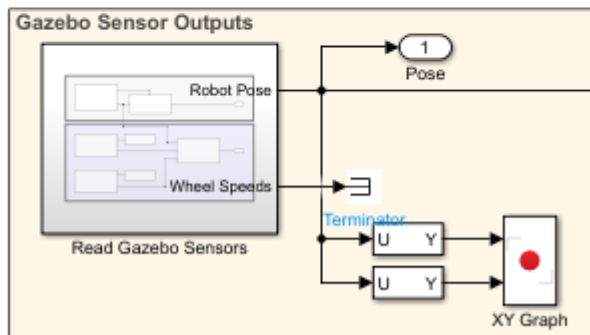 Gazebo Sensor Outputs
Robot Pose
1
Pose
Wheel Speeds
Terminator
Read Gazebo Sensors
U Y
U Y
XY Graph